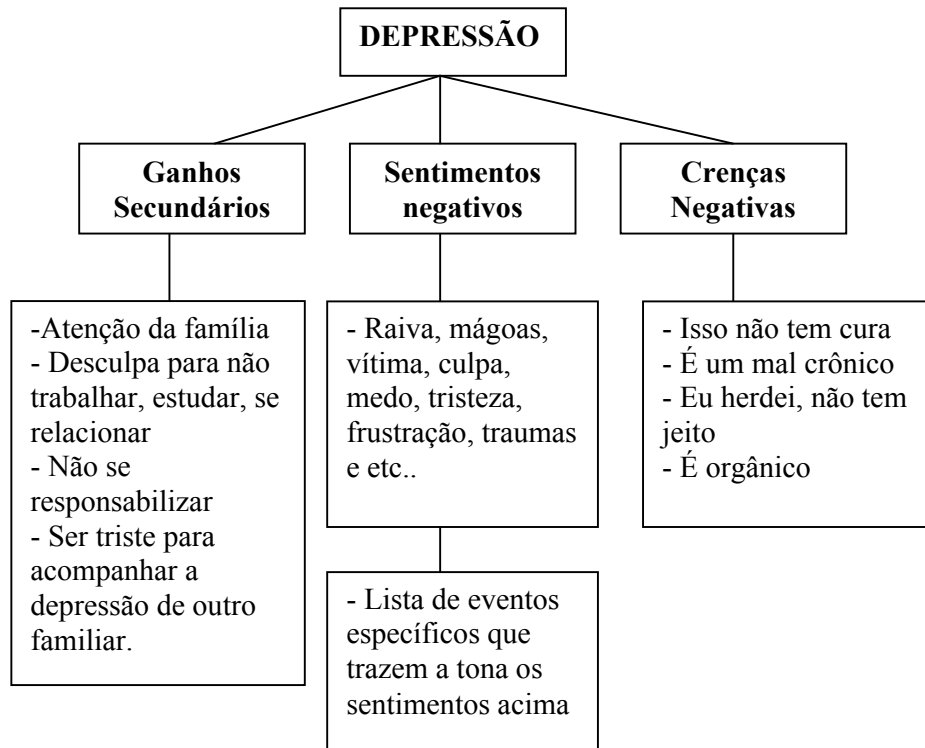 DEPRESSÃO
Ganhos
Secundários
Sentimentos
negativos
Crenças
Negativas
-Atenção da família
- Desculpa para não
trabalhar, estudar, se
relacionar
- Não se
responsabilizar
- Ser triste para
acompanhar a
depressão de outro
familiar.
- Raiva, mágoas,
vítima, culpa,
medo, tristeza,
frustração, traumas
e etc..
- Lista de eventos
específicos que
trazem a tona os
sentimentos acima
- Isso não tem cura
- É um mal crônico
- Eu herdei, não tem
jeito
- É orgânico